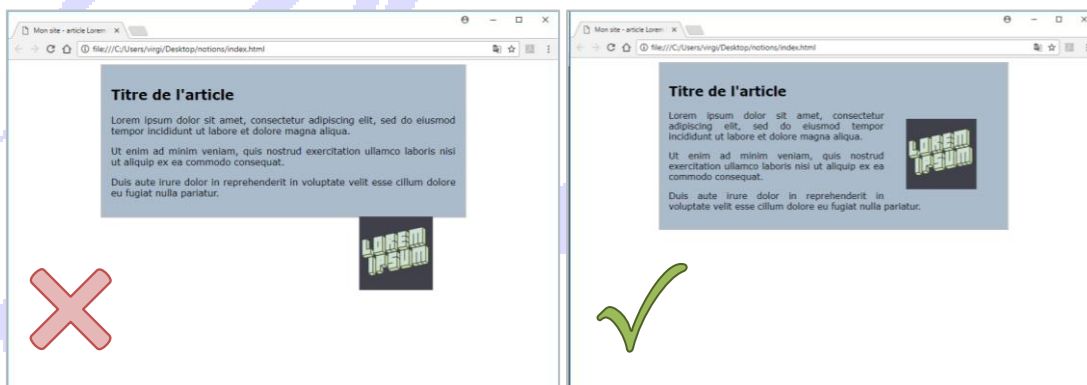 Mon site - article Lorem
file:///C:/Users/virgi/Desktop/notions/index.html
Titre de l'article
Lorem ipsum dolor sit amet, consectetur adipiscing elit, sed do eiusmod
tempor incididunt ut labore et dolore magna aliqua.
Ut enim ad minim veniam, quis nostrud exercitation ullamco laboris nisi
ut aliquip ex ea commodo consequat.
Duis aute irure dolor in reprehenderit in voluptate velit esse cillum dolore
eu fugiat nulla pariatur.
LOREM
IPSUM
Mon site - article Lorem
file:///C:/Users/virgi/Desktop/notions/index.html
Titre de l'article
Lorem ipsum dolor sit amet, consectetur
adipiscing elit, sed do eiusmod tempor
incididunt ut labore et dolore magna aliqua.
Ut enim ad minim veniam, quis nostrud
exercitation ullamco laboris nisi ut aliquip ex ea
commodo consequat.
Duis aute irure dolor in reprehenderit in
voluptate velit esse cillum dolore eu fugiat nulla pariatur.
LOREM
IPSUM